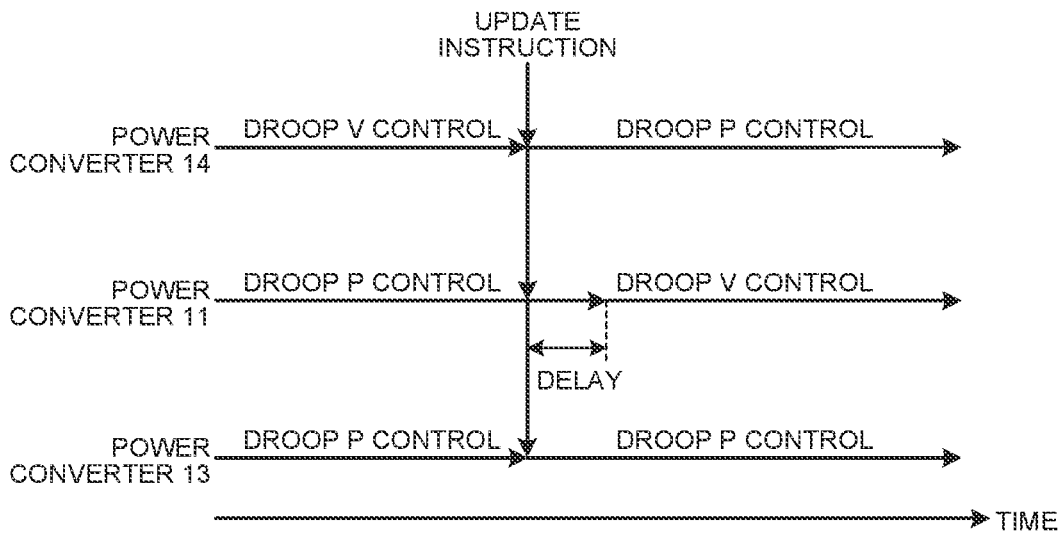 UPDATE
INSTRUCTION
POWER
CONVERTER 14
DROOP V CONTROL
DROOP P CONTROL
POWER
CONVERTER 11
DROOP P CONTROL
DROOP V CONTROL
DELAY
POWER
CONVERTER 13
DROOP P CONTROL
DROOP P CONTROL
TIME